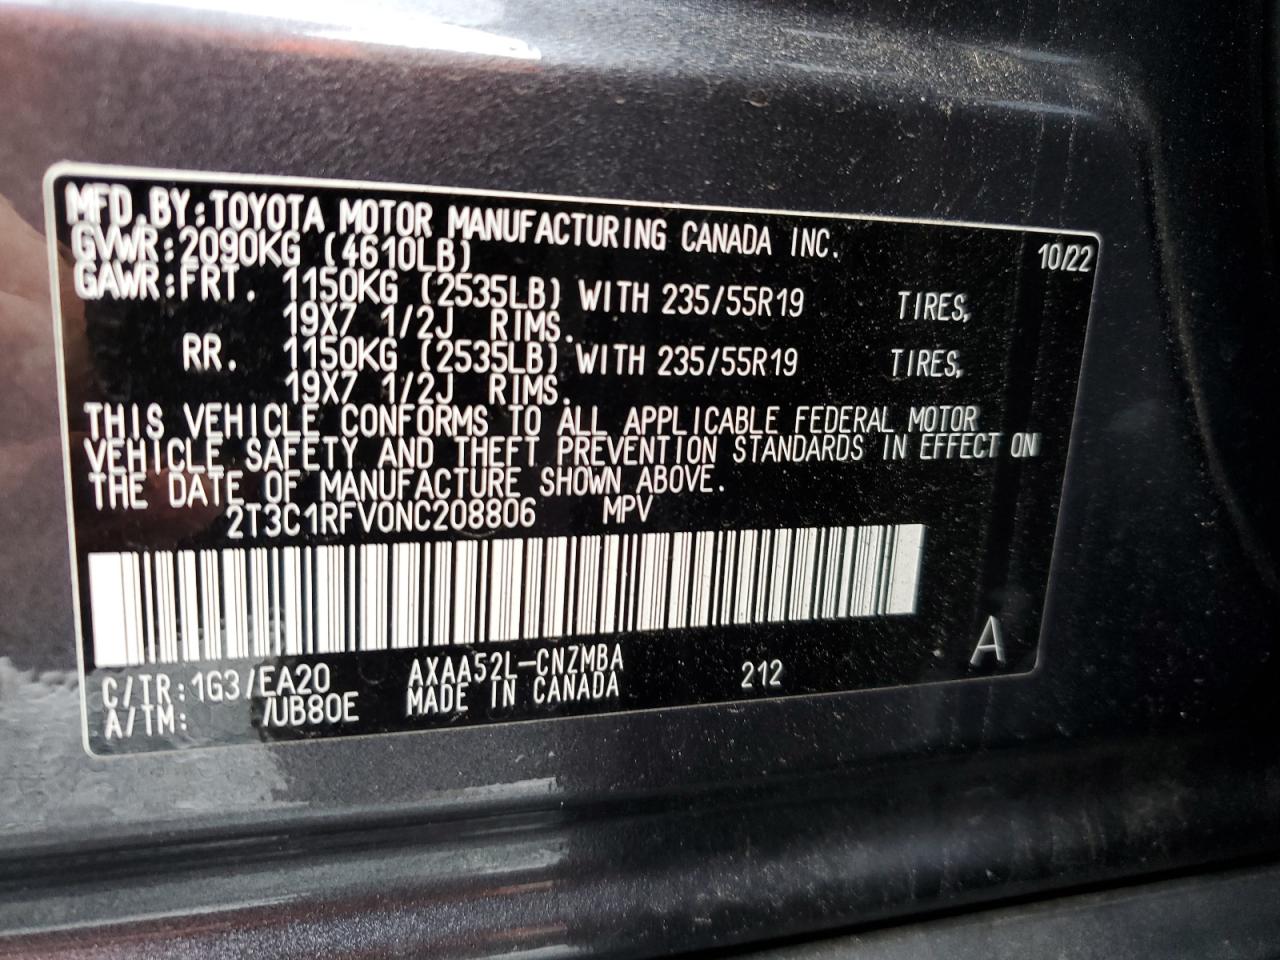 MFD.BY:TOYOTA MOTOR MANUFACTURING CANADA INC.
GVWR:2090KG (4610LB) 10/22
GAWR:FRT. 1150KG (2535LB) WITH 235/55R19 TIRES,
19X7 1/2J RIMS.
RR. 1150KG (2535LB) WITH 235/55R19 TIRES,
19X7 1/2J RIMS.
THIS VEHICLE CONFORMS TO ALL APPLICABLE FEDERAL MOTOR
VEHICLE SAFETY AND THEFT PREVENTION STANDARDS IN EFFECT ON
THE DATE OF MANUFACTURE SHOWN ABOVE.
2T3C1RFV0NC208806 MPV
A
C/TR:1G3/EA20 AXAA52L-CNZMBA 212
A/TM: /UB80E MADE IN CANADA